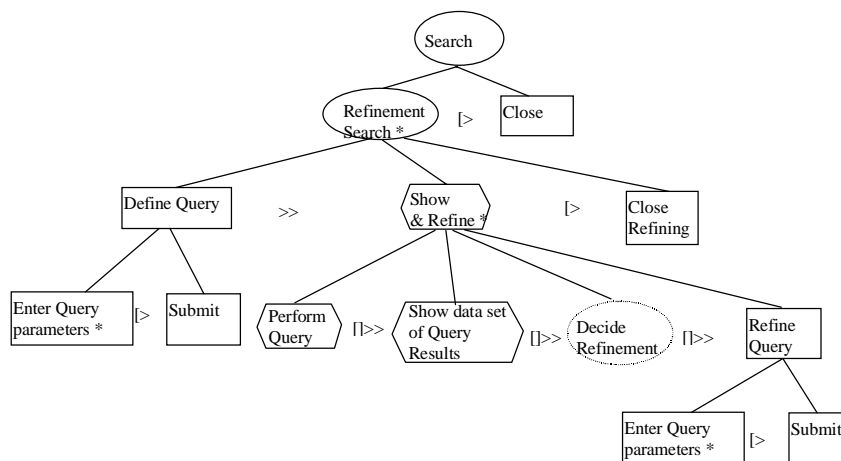 Search
Refinement
Search *
[>
Close
Define Query
>>
Show
& Refine *
[>
Close
Refining
Enter Query
parameters *
[>
Submit
Perform
Query
[]>>
Show data set
of Query
Results
[]>>
Decide
Refinement
[]>>
Refine
Query
Enter Query
parameters *
[>
Submit